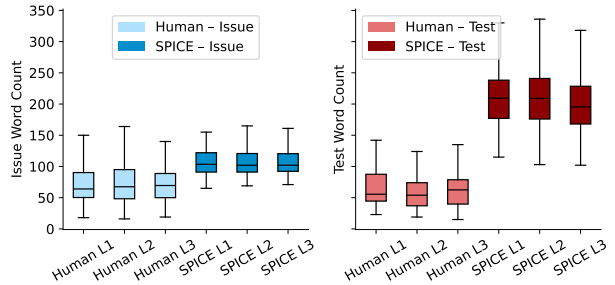 350
300
250
200
150
100
50
0
Issue Word Count
Human – Issue
SPICE – Issue
Human L1
Human L2
Human L3
SPICE L1
SPICE L2
SPICE L3
Test Word Count
Human – Test
SPICE – Test
Human L1
Human L2
Human L3
SPICE L1
SPICE L2
SPICE L3